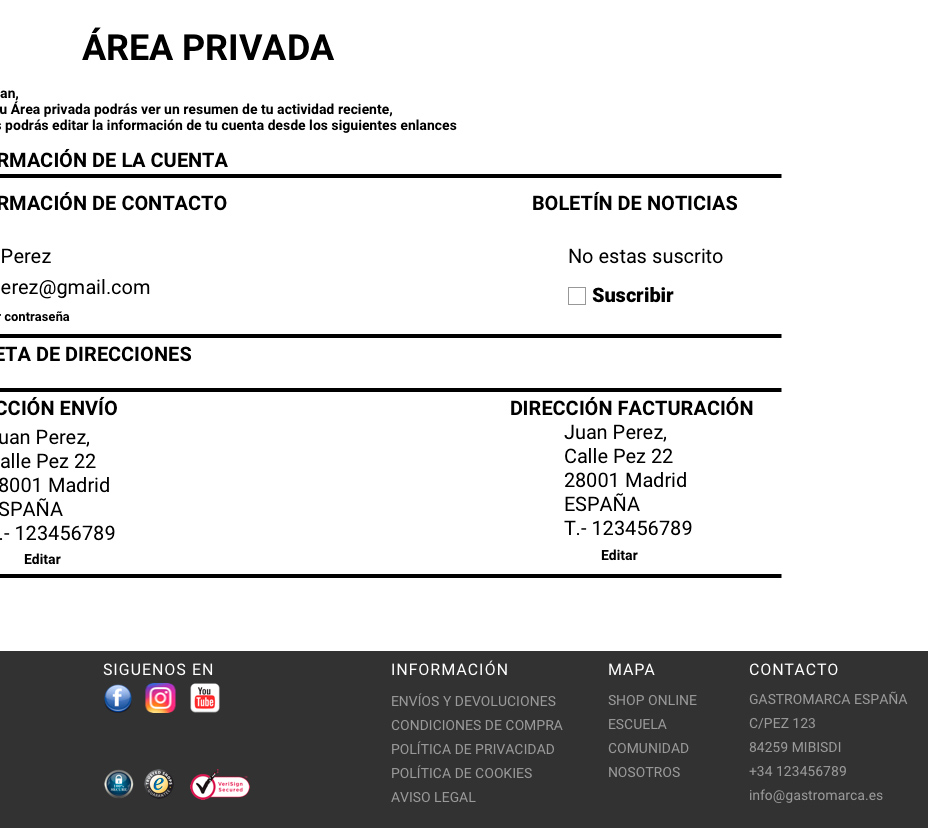 ÁREA PRIVADA
an,
u Área privada podrás ver un resumen de tu actividad reciente,
s podrás editar la información de tu cuenta desde los siguientes enlances
RMACIÓN DE LA CUENTA
RMACIÓN DE CONTACTO
BOLETÍN DE NOTICIAS
Perez
No estas suscrito
erez@gmail.com
Suscribir
r contraseña
ETA DE DIRECCIONES
CCIÓN ENVÍO
DIRECCIÓN FACTURACIÓN
uan Perez,
alle Pez 22
8001 Madrid
SPAÑA
.- 123456789
Editar
Juan Perez,
Calle Pez 22
28001 Madrid
ESPAÑA
T.- 123456789
Editar
SIGUENOS EN
You
Tube
VeriSign
Secured
INFORMACIÓN
ENVÍOS Y DEVOLUCIONES
CONDICIONES DE COMPRA
POLÍTICA DE PRIVACIDAD
POLÍTICA DE COOKIES
AVISO LEGAL
MAPA
SHOP ONLINE
ESCUELA
COMUNIDAD
NOSOTROS
CONTACTO
GASTROMARCA ESPAÑA
C/PEZ 123
84259 MIBISDI
+34 123456789
info@gastromarca.es